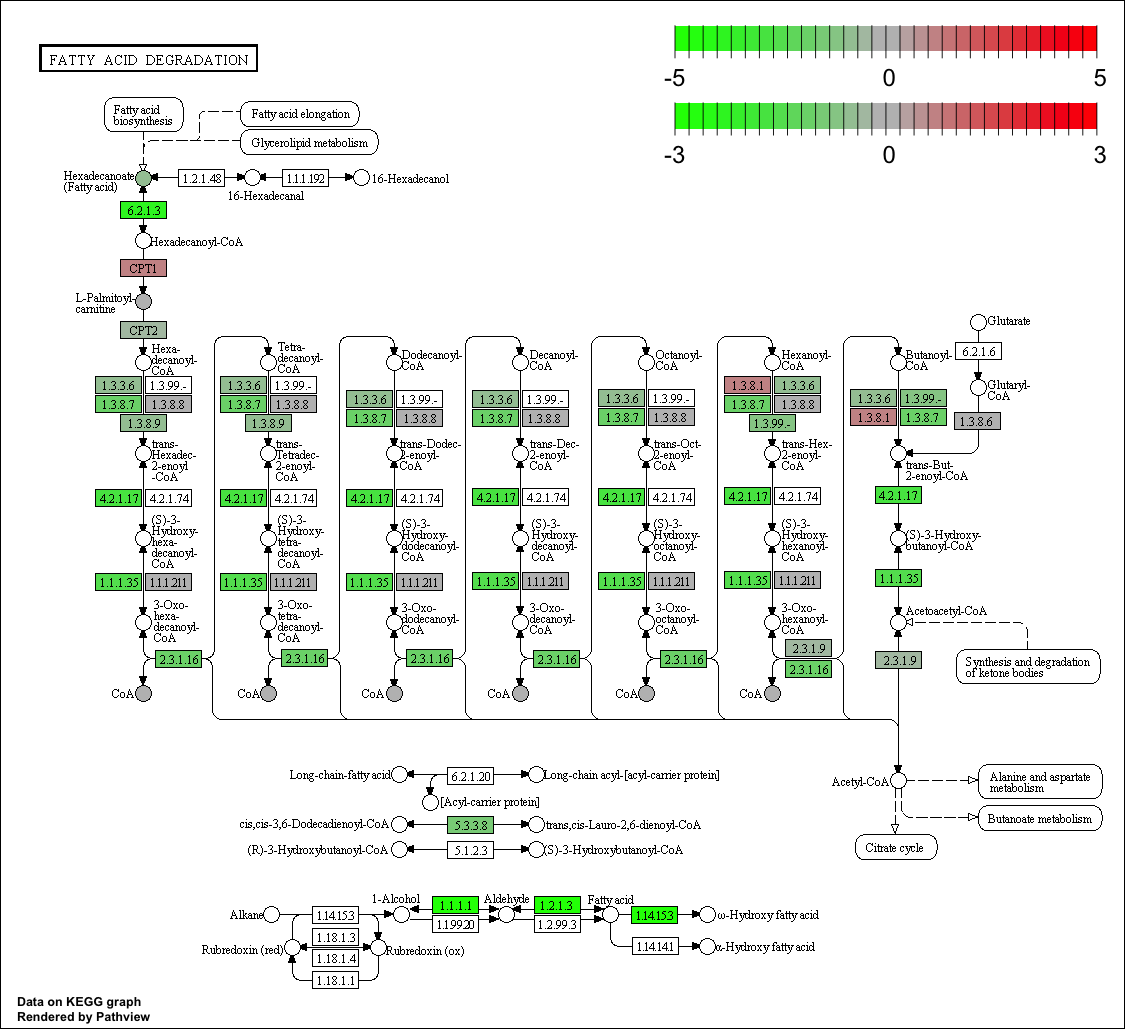 FATTY ACID DEGRADATION
-5 0 5
-3 0 3
Fatty acid
biosynthesis
Fatty acid elongation
Glycerolipid metabolism
Hexadecanoate
(Fatty acid)
1.2.1.48
1.1.1.192
16-Hexadecanol
16-Hexadecanal
6.2.1.3
Hexadecanoyl-CoA
CPT1
L-Palmitoyl-
carnitine
CPT2
Glutarate
6.2.1.6
Glutaryl-
CoA
1.3.8.6
Hexa-
decanoyl-
CoA
1.3.3.6 1.3.99.-
1.3.8.7 1.3.8.8
1.3.8.9
trans-
Hexadec-
2-enoyl
-CoA
4.2.1.17 4.2.1.74
(S)-3-
Hydroxy-
hexa-
decanoyl-
CoA
1.1.1.35 1.1.1.211
3-Oxo-
hexa-
decanoyl-
CoA
2.3.1.16
CoA
Tetra-
decanoyl-
CoA
1.3.3.6 1.3.99.-
1.3.8.7 1.3.8.8
1.3.8.9
trans-
Tetradec-
2-enoyl-
CoA
4.2.1.17 4.2.1.74
(S)-3-
Hydroxy-
tetra-
decanoyl-
CoA
1.1.1.35 1.1.1.211
3-Oxo-
tetra-
decanoyl-
CoA
2.3.1.16
CoA
Dodecanoyl-
CoA
1.3.3.6 1.3.99.-
1.3.8.7 1.3.8.8
trans-Dodec-
2-enoyl-
CoA
4.2.1.17 4.2.1.74
(S)-3-
Hydroxy-
dodecanoyl-
CoA
1.1.1.35 1.1.1.211
3-Oxo-
dodecanoyl-
CoA
2.3.1.16
CoA
Decanoyl-
CoA
1.3.3.6 1.3.99.-
1.3.8.7 1.3.8.8
trans-Dec-
2-enoyl-
CoA
4.2.1.17 4.2.1.74
(S)-3-
Hydroxy-
decanoyl-
CoA
1.1.1.35 1.1.1.211
3-Oxo-
decanoyl-
CoA
2.3.1.16
CoA
Octanoyl-
CoA
1.3.3.6 1.3.99.-
1.3.8.7 1.3.8.8
trans-Oct-
2-enoyl-
CoA
4.2.1.17 4.2.1.74
(S)-3-
Hydroxy-
octanoyl-
CoA
1.1.1.35 1.1.1.211
3-Oxo-
octanoyl-
CoA
2.3.1.16
CoA
Hexanoyl-
CoA
1.3.8.1 1.3.3.6
1.3.8.7 1.3.8.8
1.3.99.-
trans-Hex-
2-enoyl-
CoA
4.2.1.17 4.2.1.74
(S)-3-
Hydroxy-
hexanoyl-
CoA
1.1.1.35 1.1.1.211
3-Oxo-
hexanoyl-
CoA
2.3.1.9
2.3.1.16
CoA
Butanoyl-
CoA
1.3.3.6 1.3.99.-
1.3.8.1 1.3.8.7
trans-But-
2-enoyl-CoA
4.2.1.17
(S)-3-Hydroxy-
butanoyl-CoA
1.1.1.35
Acetoacetyl-CoA
2.3.1.9
Synthesis and degradation
of ketone bodies
Acetyl-CoA
Alanine and aspartate
metabolism
Butanoate metabolism
Citrate cycle
Long-chain-fatty acid 6.2.1.20 Long-chain acyl-[acyl-carrier protein]
[Acyl-carrier protein]
cis,cis-3,6-Dodecadienoyl-CoA 5.3.3.8 trans,cis-Lauro-2,6-dienoyl-CoA
(R)-3-Hydroxybutanoyl-CoA 5.1.2.3 (S)-3-Hydroxybutanoyl-CoA
1-Alcohol Aldehyde Fatty acid
1.1.1.1 1.2.1.3
Alkane 1.14.15.3 1.14.15.3 ω-Hydroxy fatty acid
1.1.99.20 1.2.99.3
1.18.1.3
Rubredoxin (red) Rubredoxin (ox) 1.14.14.1 α-Hydroxy fatty acid
1.18.1.4
1.18.1.1
Data on KEGG graph
Rendered by Pathview